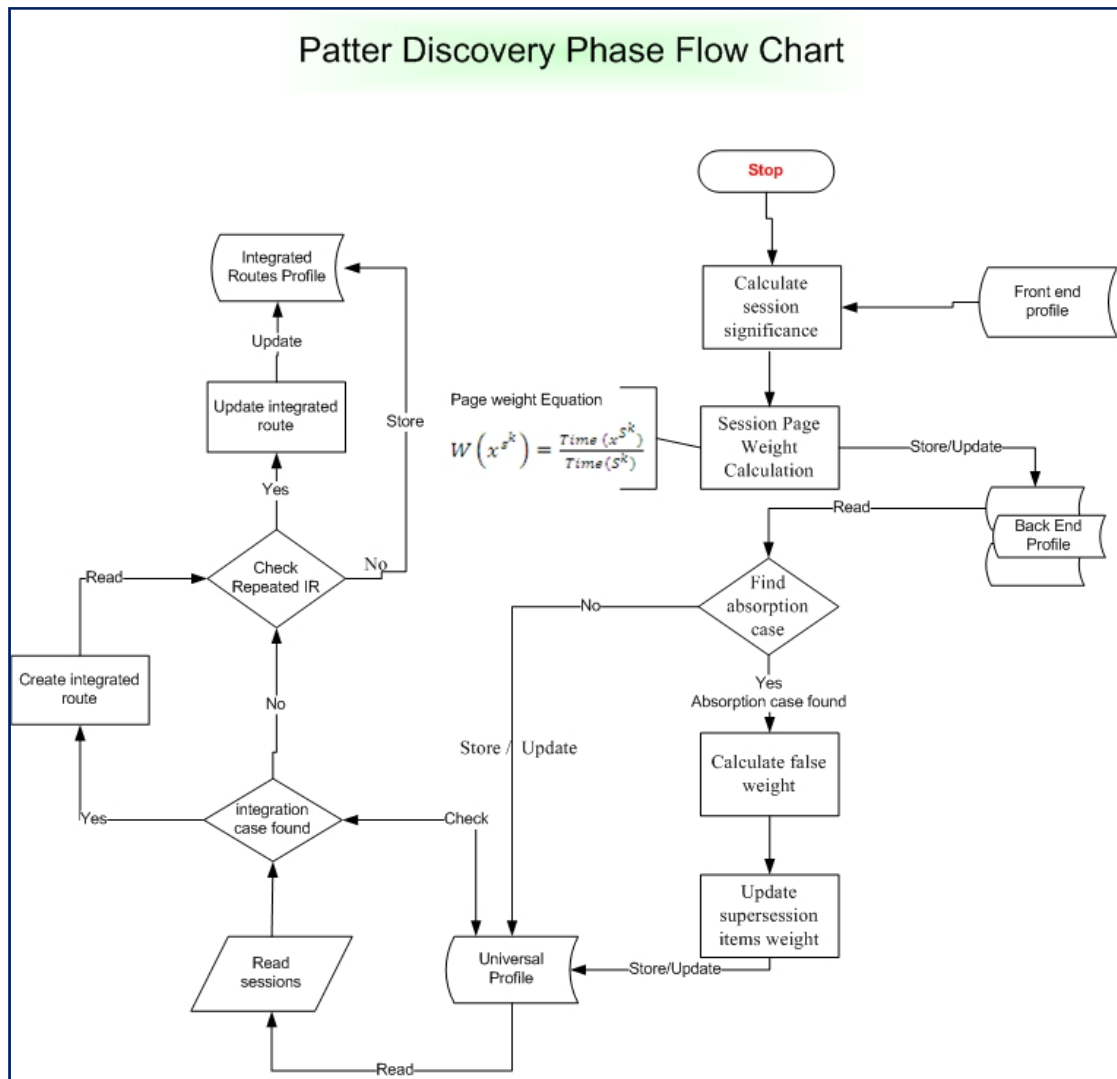 Patter Discovery Phase Flow Chart
Stop
Integrated
Routes Profile
Calculate
session
significance
Front end
profile
Update
Update integrated
route
Store
Page weight Equation
W(x^{s^k}) = Time (x^{S^k}) / Time (S^k)
Session Page
Weight
Calculation
Store/Update
Yes
Read
Back End
Profile
Check
Repeated IR
No
Read
Find
absorption
case
No
Create integrated
route
Yes
Absorption case found
No
Store / Update
Calculate false
weight
integration
case found
Yes
Check
Update
supersession
items weight
Read
sessions
Universal
Profile
Store/Update
Read